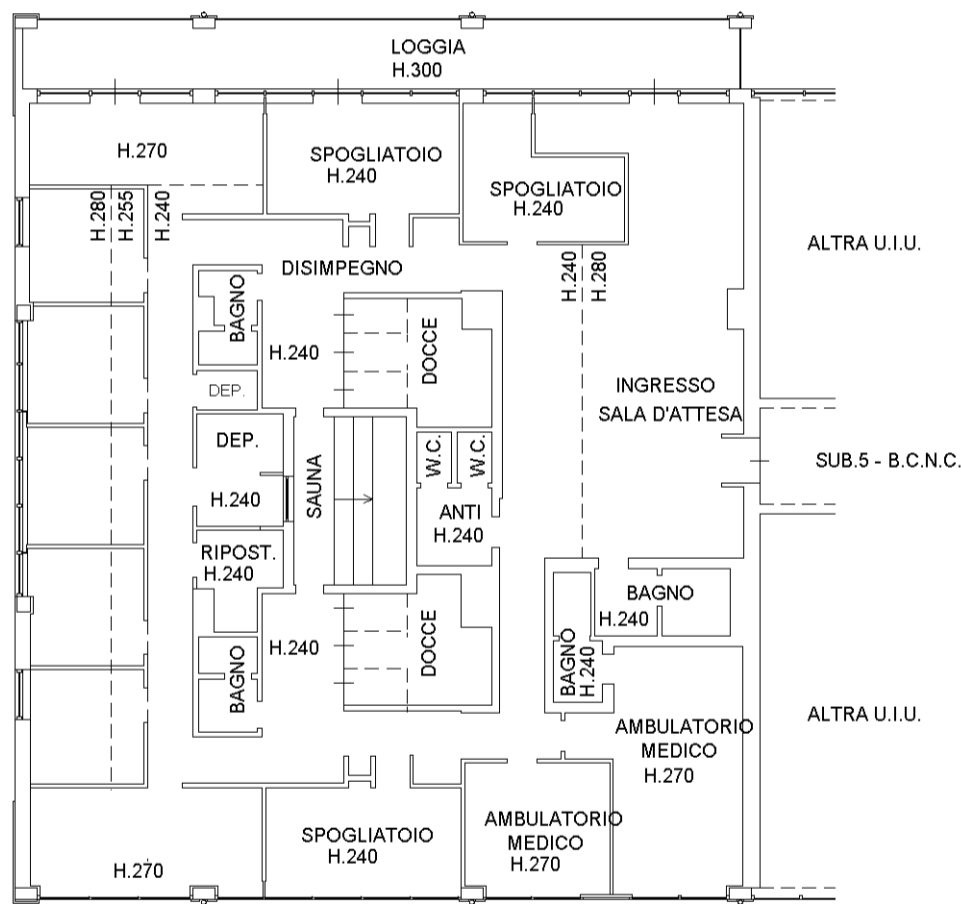 LOGGIA
H.300
H.270
SPOGLIATOIO
H.240
SPOGLIATOIO
H.240
H.280
H.255
H.240
ALTRA U.I.U.
DISIMPEGNO
H.240
H.280
BAGNO
H.240
DOCCE
DEP.
INGRESSO
SALA D'ATTESA
DEP.
H.240
SAUNA
W.C.
W.C.
SUB.5 - B.C.N.C.
ANTI
H.240
RIPOST.
H.240
BAGNO
H.240
H.240
DOCCE
BAGNO
BAGNO
H.240
ALTRA U.I.U.
AMBULATORIO
MEDICO
H.270
SPOGLIATOIO
H.240
AMBULATORIO
MEDICO
H.270
H.270